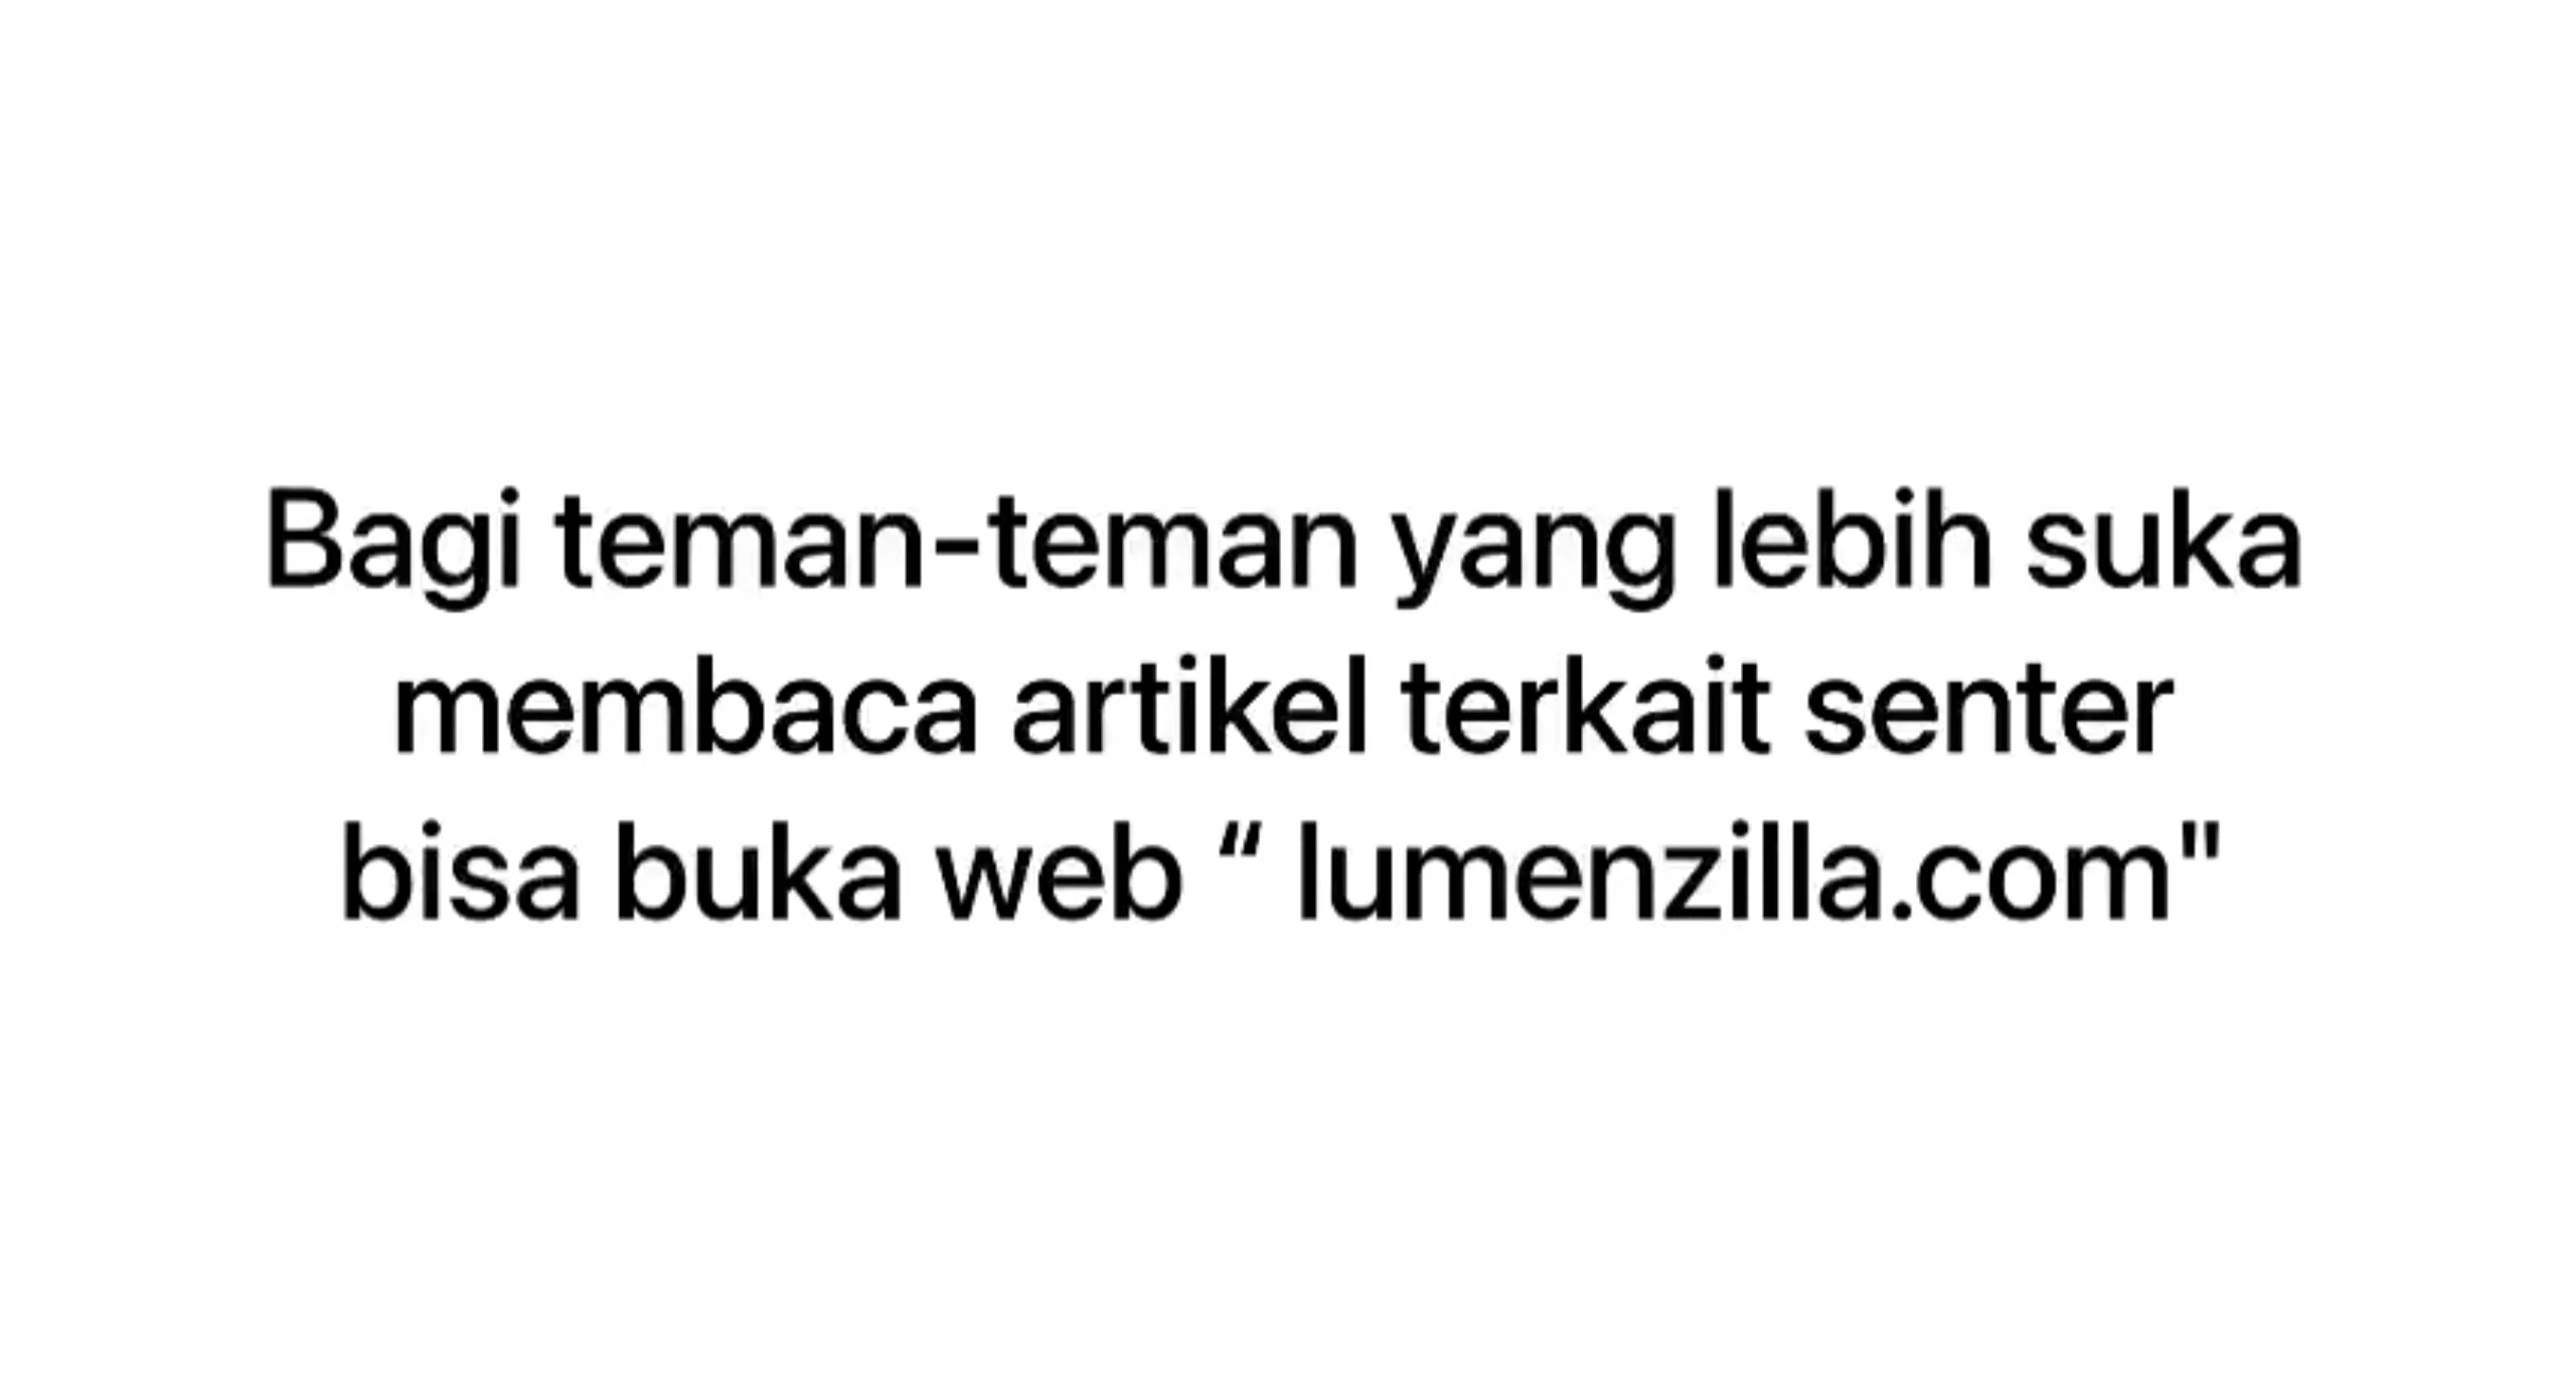 Bagi teman-teman yang lebih suka
membaca artikel terkait senter
bisa buka web “ lumenzilla.com"